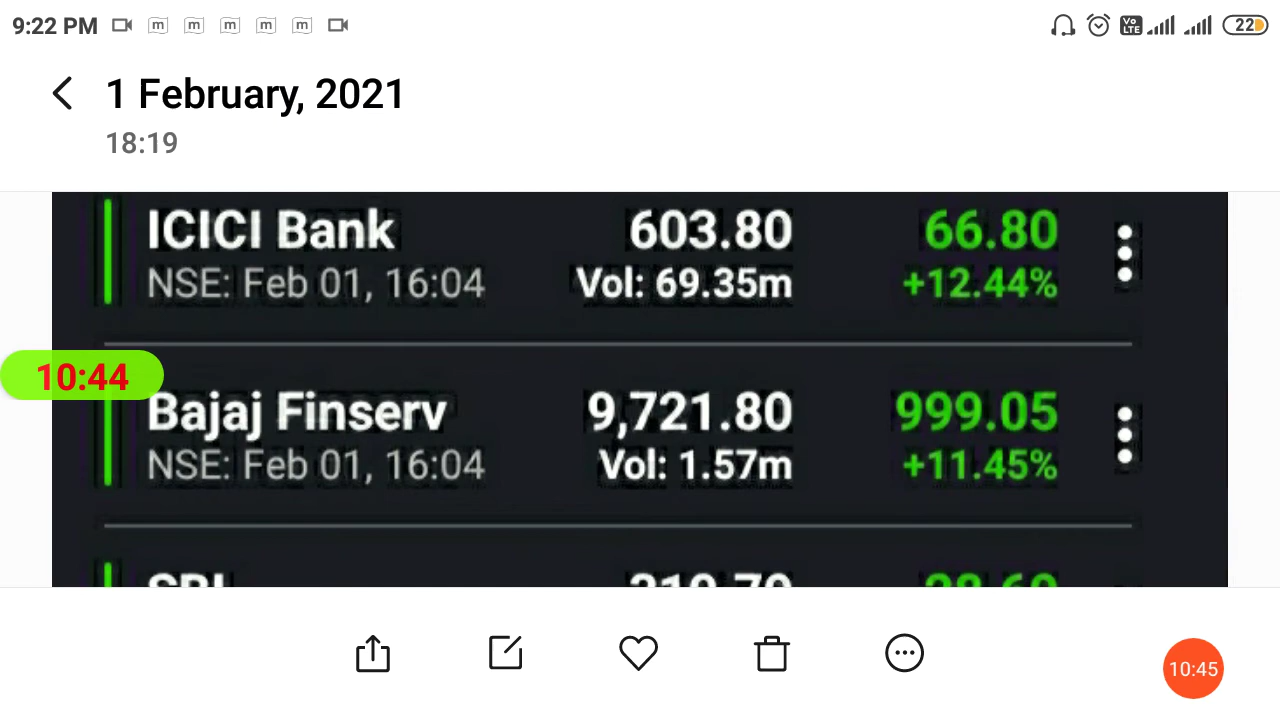 9:22 PM m m m m m Vo LTE 22
1 February, 2021
18:19
ICICI Bank 603.80 66.80
NSE: Feb 01, 16:04 Vol: 69.35m +12.44%
10:44
Bajaj Finserv 9,721.80 999.05
NSE: Feb 01, 16:04 Vol: 1.57m +11.45%
10:45